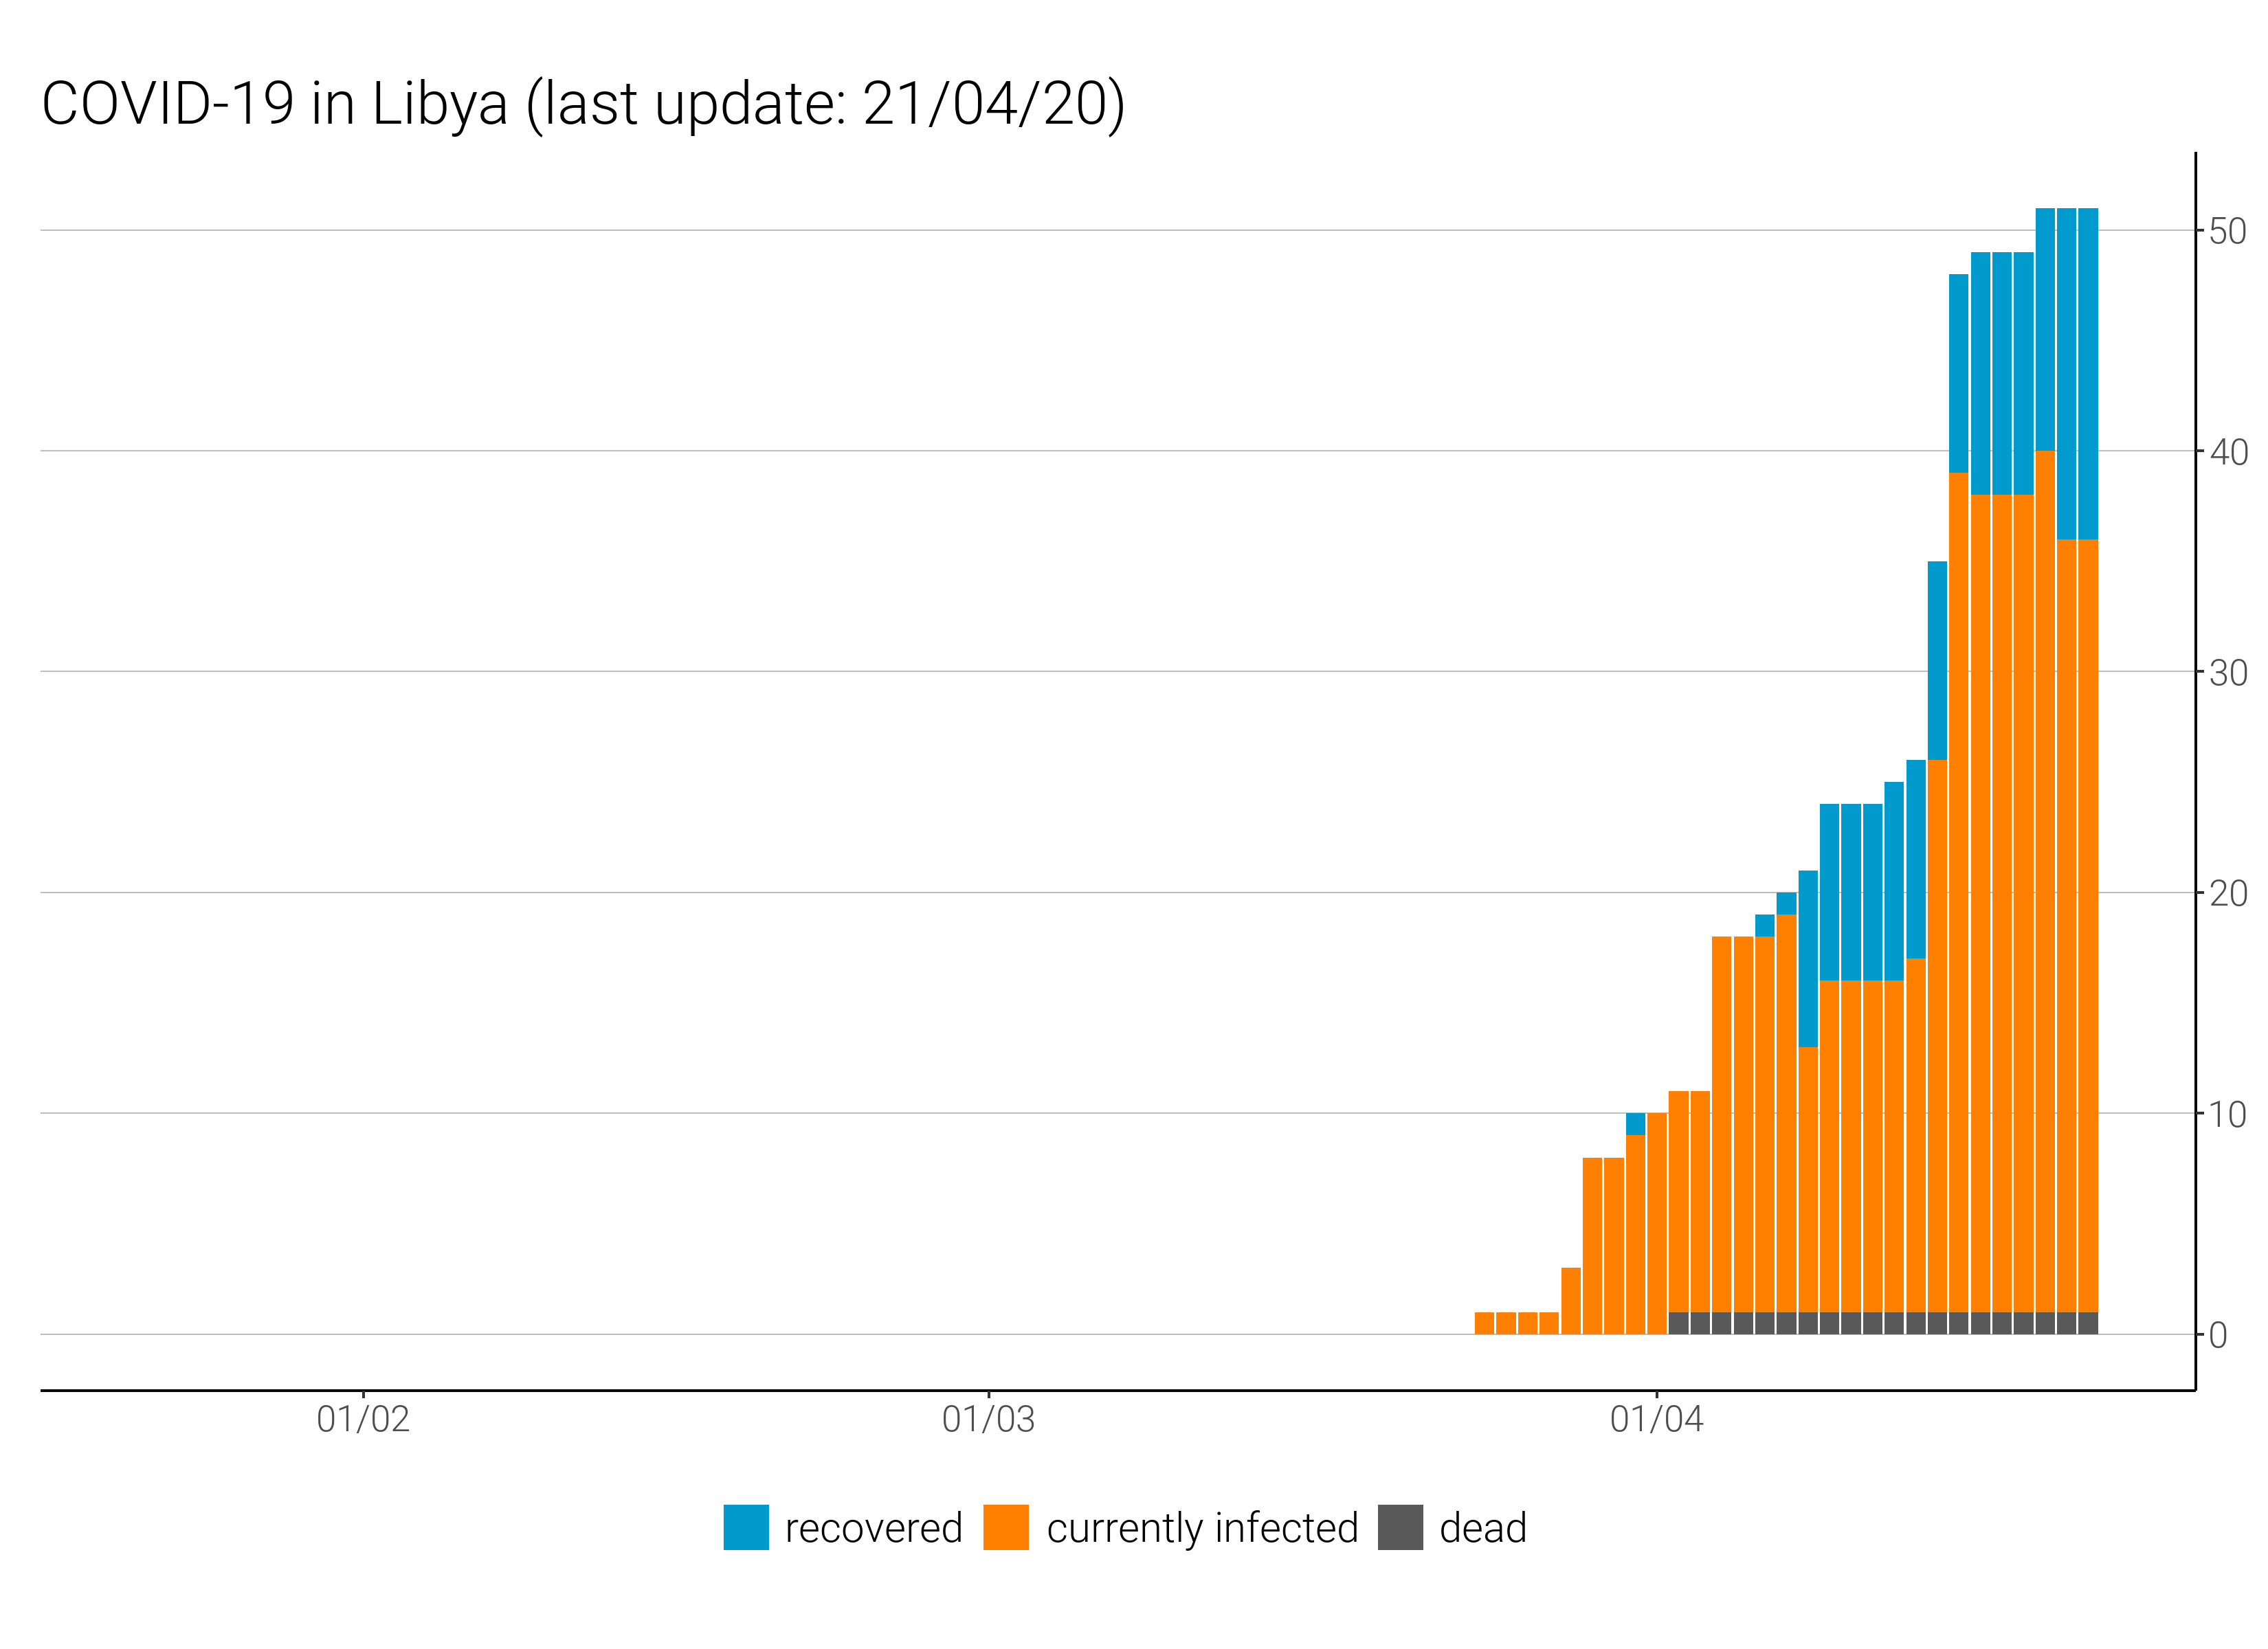 COVID-19 in Libya (last update: 21/04/20)
50
40
30
20
10
0
01/02 01/03 01/04
recovered currently infected dead